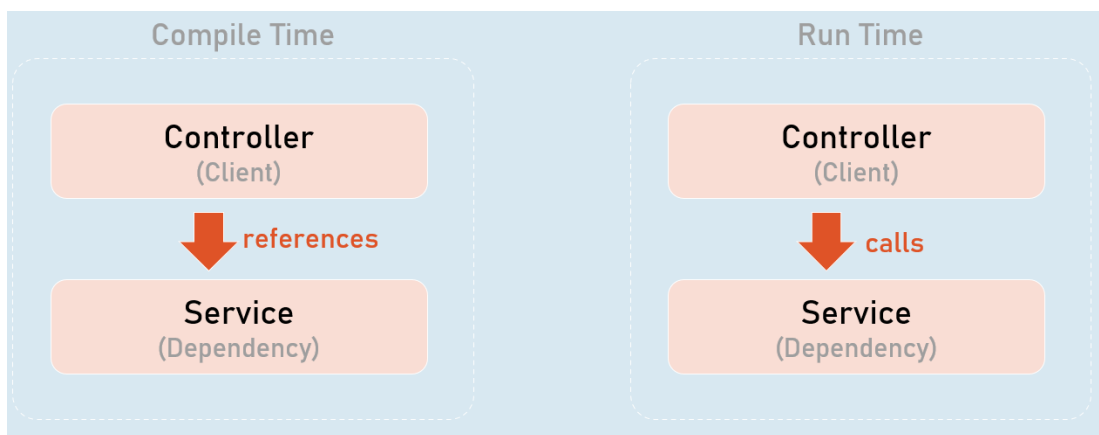 Compile Time
Controller
(Client)
references
Service
(Dependency)
Run Time
Controller
(Client)
calls
Service
(Dependency)